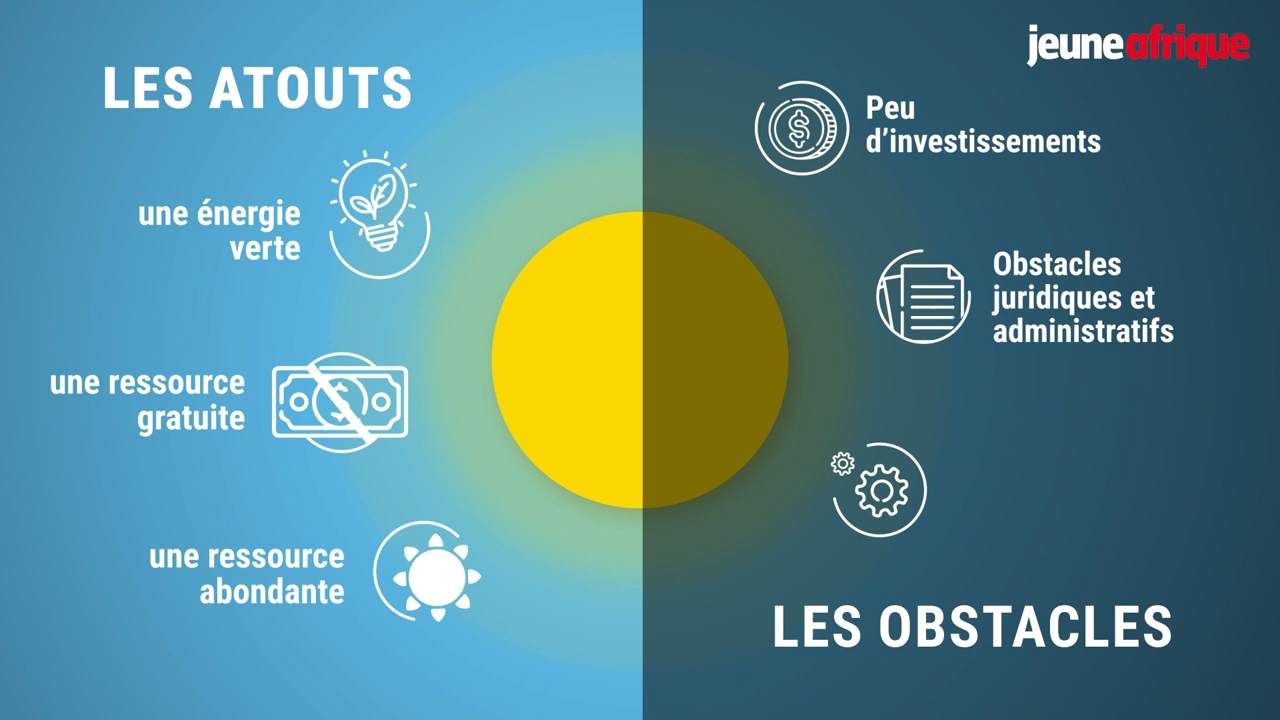 LES ATOUTS
une énergie
verte
une ressource
gratuite
une ressource
abondante
jeuneafrique
Peu
d’investissements
Obstacles
juridiques et
administratifs
LES OBSTACLES